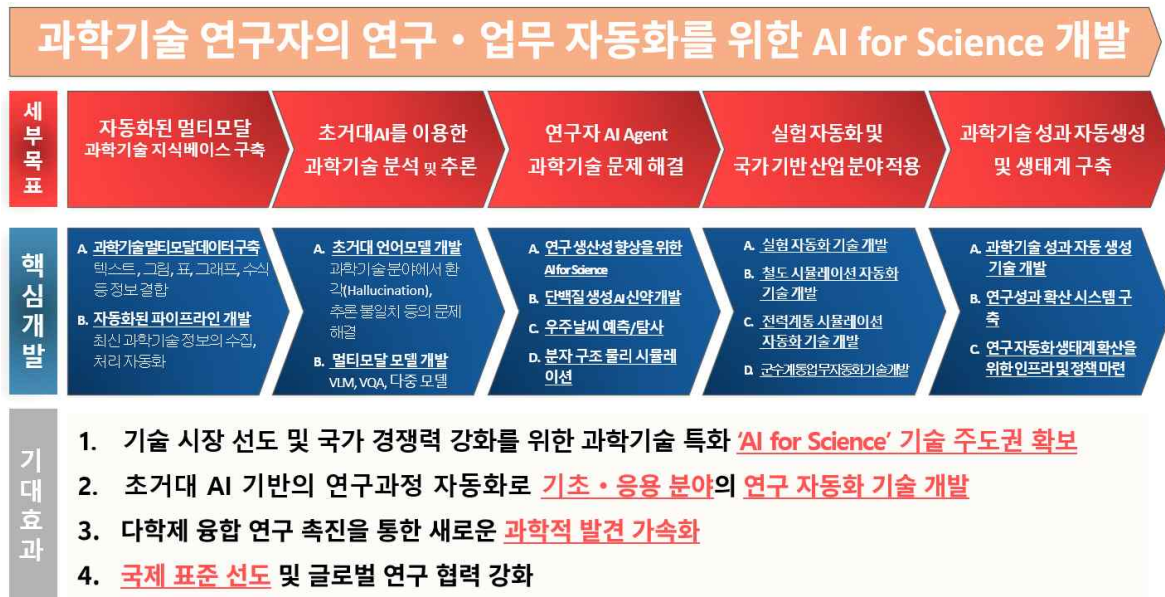 과학기술 연구자의 연구 • 업무 자동화를 위한 AI for Science 개발
세부목표
자동화된 멀티모달
과학기술 지식베이스 구축
초거대AI를 이용한
과학기술 분석 및 추론
연구자 AI Agent
과학기술 문제 해결
실험 자동화 및
국가 기반 산업 분야 적용
과학기술 성과 자동생성
및 생태계 구축
핵심개발
A. 과학기술 멀티모달 데이터 구축
텍스트, 그림, 표, 그래프, 수식
등 정보 결합
B. 자동화된 파이프라인 개발
최신 과학기술 정보의 수집,
처리 자동화
A. 초거대 언어모델 개발
과학기술 분야에서 환
각(Hallucination),
추론 불일치 등의 문제
해결
B. 멀티모달 모델 개발
VLM, VQA, 다중 모델
A. 연구 생산성 향상을 위한
AI for Science
B. 단백질 생성 AI 신약 개발
C. 우주날씨 예측/탐사
D. 분자 구조 물리 시뮬레
이션
A. 실험 자동화 기술 개발
B. 철도 시뮬레이션 자동화
기술 개발
C. 전력계통 시뮬레이션
자동화 기술 개발
D. 군수계통업무자동화기술개발
A. 과학기술 성과 자동 생성
기술 개발
B. 연구성과 확산 시스템 구
축
C. 연구 자동화 생태계 확산을
위한 인프라 및 정책 마련
기대효과
1. 기술 시장 선도 및 국가 경쟁력 강화를 위한 과학기술 특화 'AI for Science' 기술 주도권 확보
2. 초거대 AI 기반의 연구과정 자동화로 기초 • 응용 분야의 연구 자동화 기술 개발
3. 다학제 융합 연구 촉진을 통한 새로운 과학적 발견 가속화
4. 국제 표준 선도 및 글로벌 연구 협력 강화